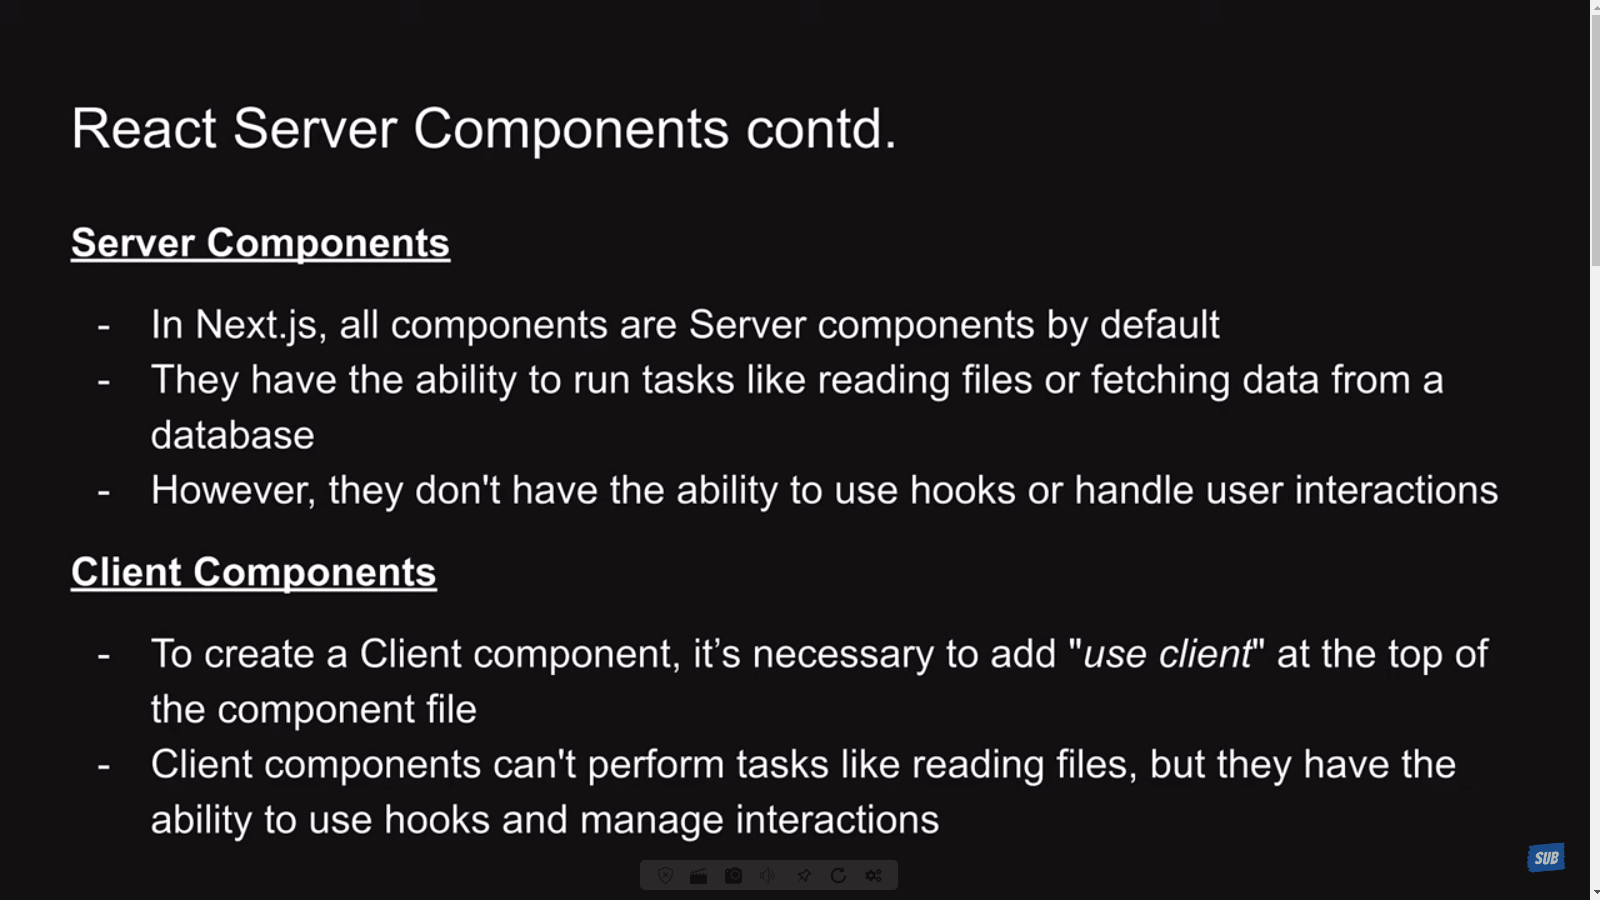 React Server Components contd.
Server Components
- In Next.js, all components are Server components by default
- They have the ability to run tasks like reading files or fetching data from a
database
- However, they don't have the ability to use hooks or handle user interactions
Client Components
- To create a Client component, it’s necessary to add "use client" at the top of
the component file
- Client components can't perform tasks like reading files, but they have the
ability to use hooks and manage interactions
SUB